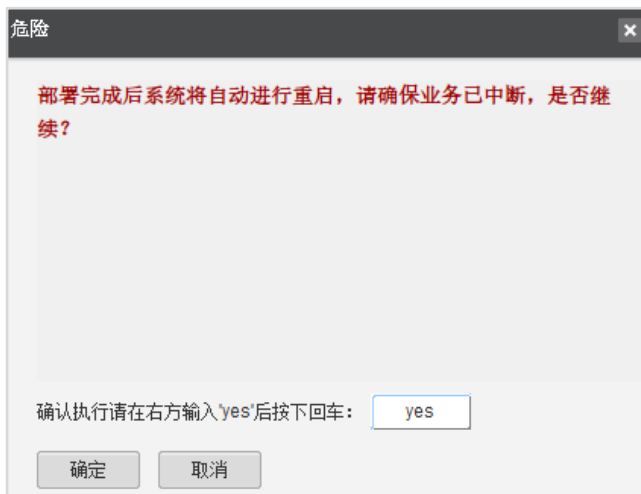 危险
部署完成后系统将自动进行重启，请确保业务已中断，是否继
续？
确认执行请在右方输入'yes'后按下回车： yes
确定 取消